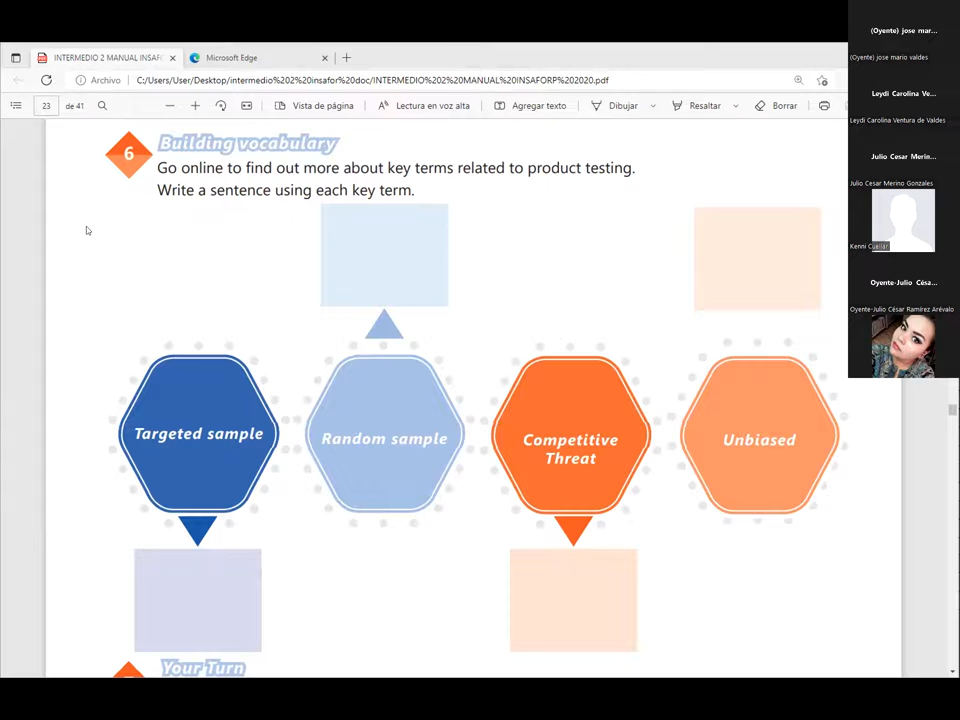 INTERMEDIO 2 MANUAL INSAFO
Microsoft Edge
Archivo
C:/Users/User/Desktop/intermedio%202%20insafor%20doc/INTERMEDIO%202%20MANUAL%20INSAFORP%202020.pdf
23
de 41
Vista de página
Lectura en voz alta
Agregar texto
Dibujar
Resaltar
Borrar
6
Building vocabulary
Go online to find out more about key terms related to product testing.
Write a sentence using each key term.
Targeted sample
Random sample
Competitive
Threat
Unbiased
Your Turn
(Oyente) jose mar...
(Oyente) jose mario valdes
Leydi Carolina Ve...
Leydi Carolina Ventura de Valdes
Julio Cesar Merin...
Julio Cesar Merino Gonzales
Kenni Cuellar
Oyente-Julio Césa...
Oyente-Julio César Ramírez Arévalo